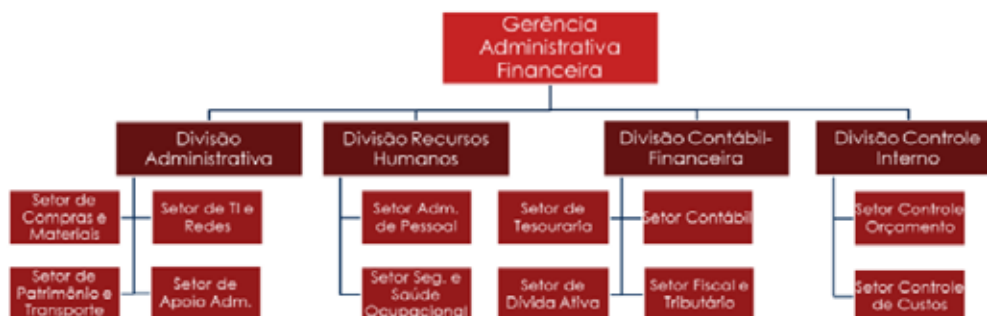 Gerência
Administrativa
Financeira
Divisão
Administrativa
Divisão Recursos
Humanos
Divisão Contábil-
Financeira
Divisão Controle
Interno
Setor de
Compras e
Materiais
Setor de TI e
Redes
Setor Adm.
de Pessoal
Setor de
Tesouraria
Setor Contábil
Setor Controle
Orçamento
Setor de
Patrimônio e
Transporte
Setor de
Apoio Adm.
Setor Seg. e
Saúde
Ocupacional
Setor de
Dívida Ativa
Setor Fiscal e
Tributário
Setor Controle
de Custos